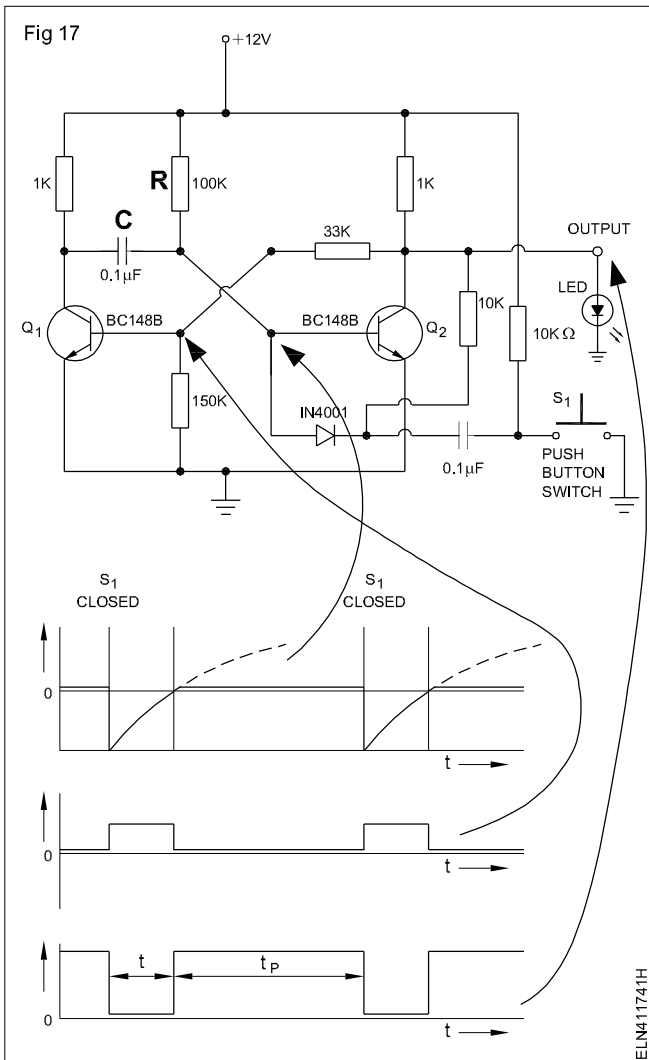 Fig 17
+12V
1K
R
100K
1K
C
0.1µF
33K
OUTPUT
LED
Q1
BC148B
BC148B
Q2
10K
10K Ω
150K
IN4001
0.1µF
S1
PUSH
BUTTON
SWITCH
S1
CLOSED
S1
CLOSED
0
t
0
t
t
tP
0
t
ELN411741H